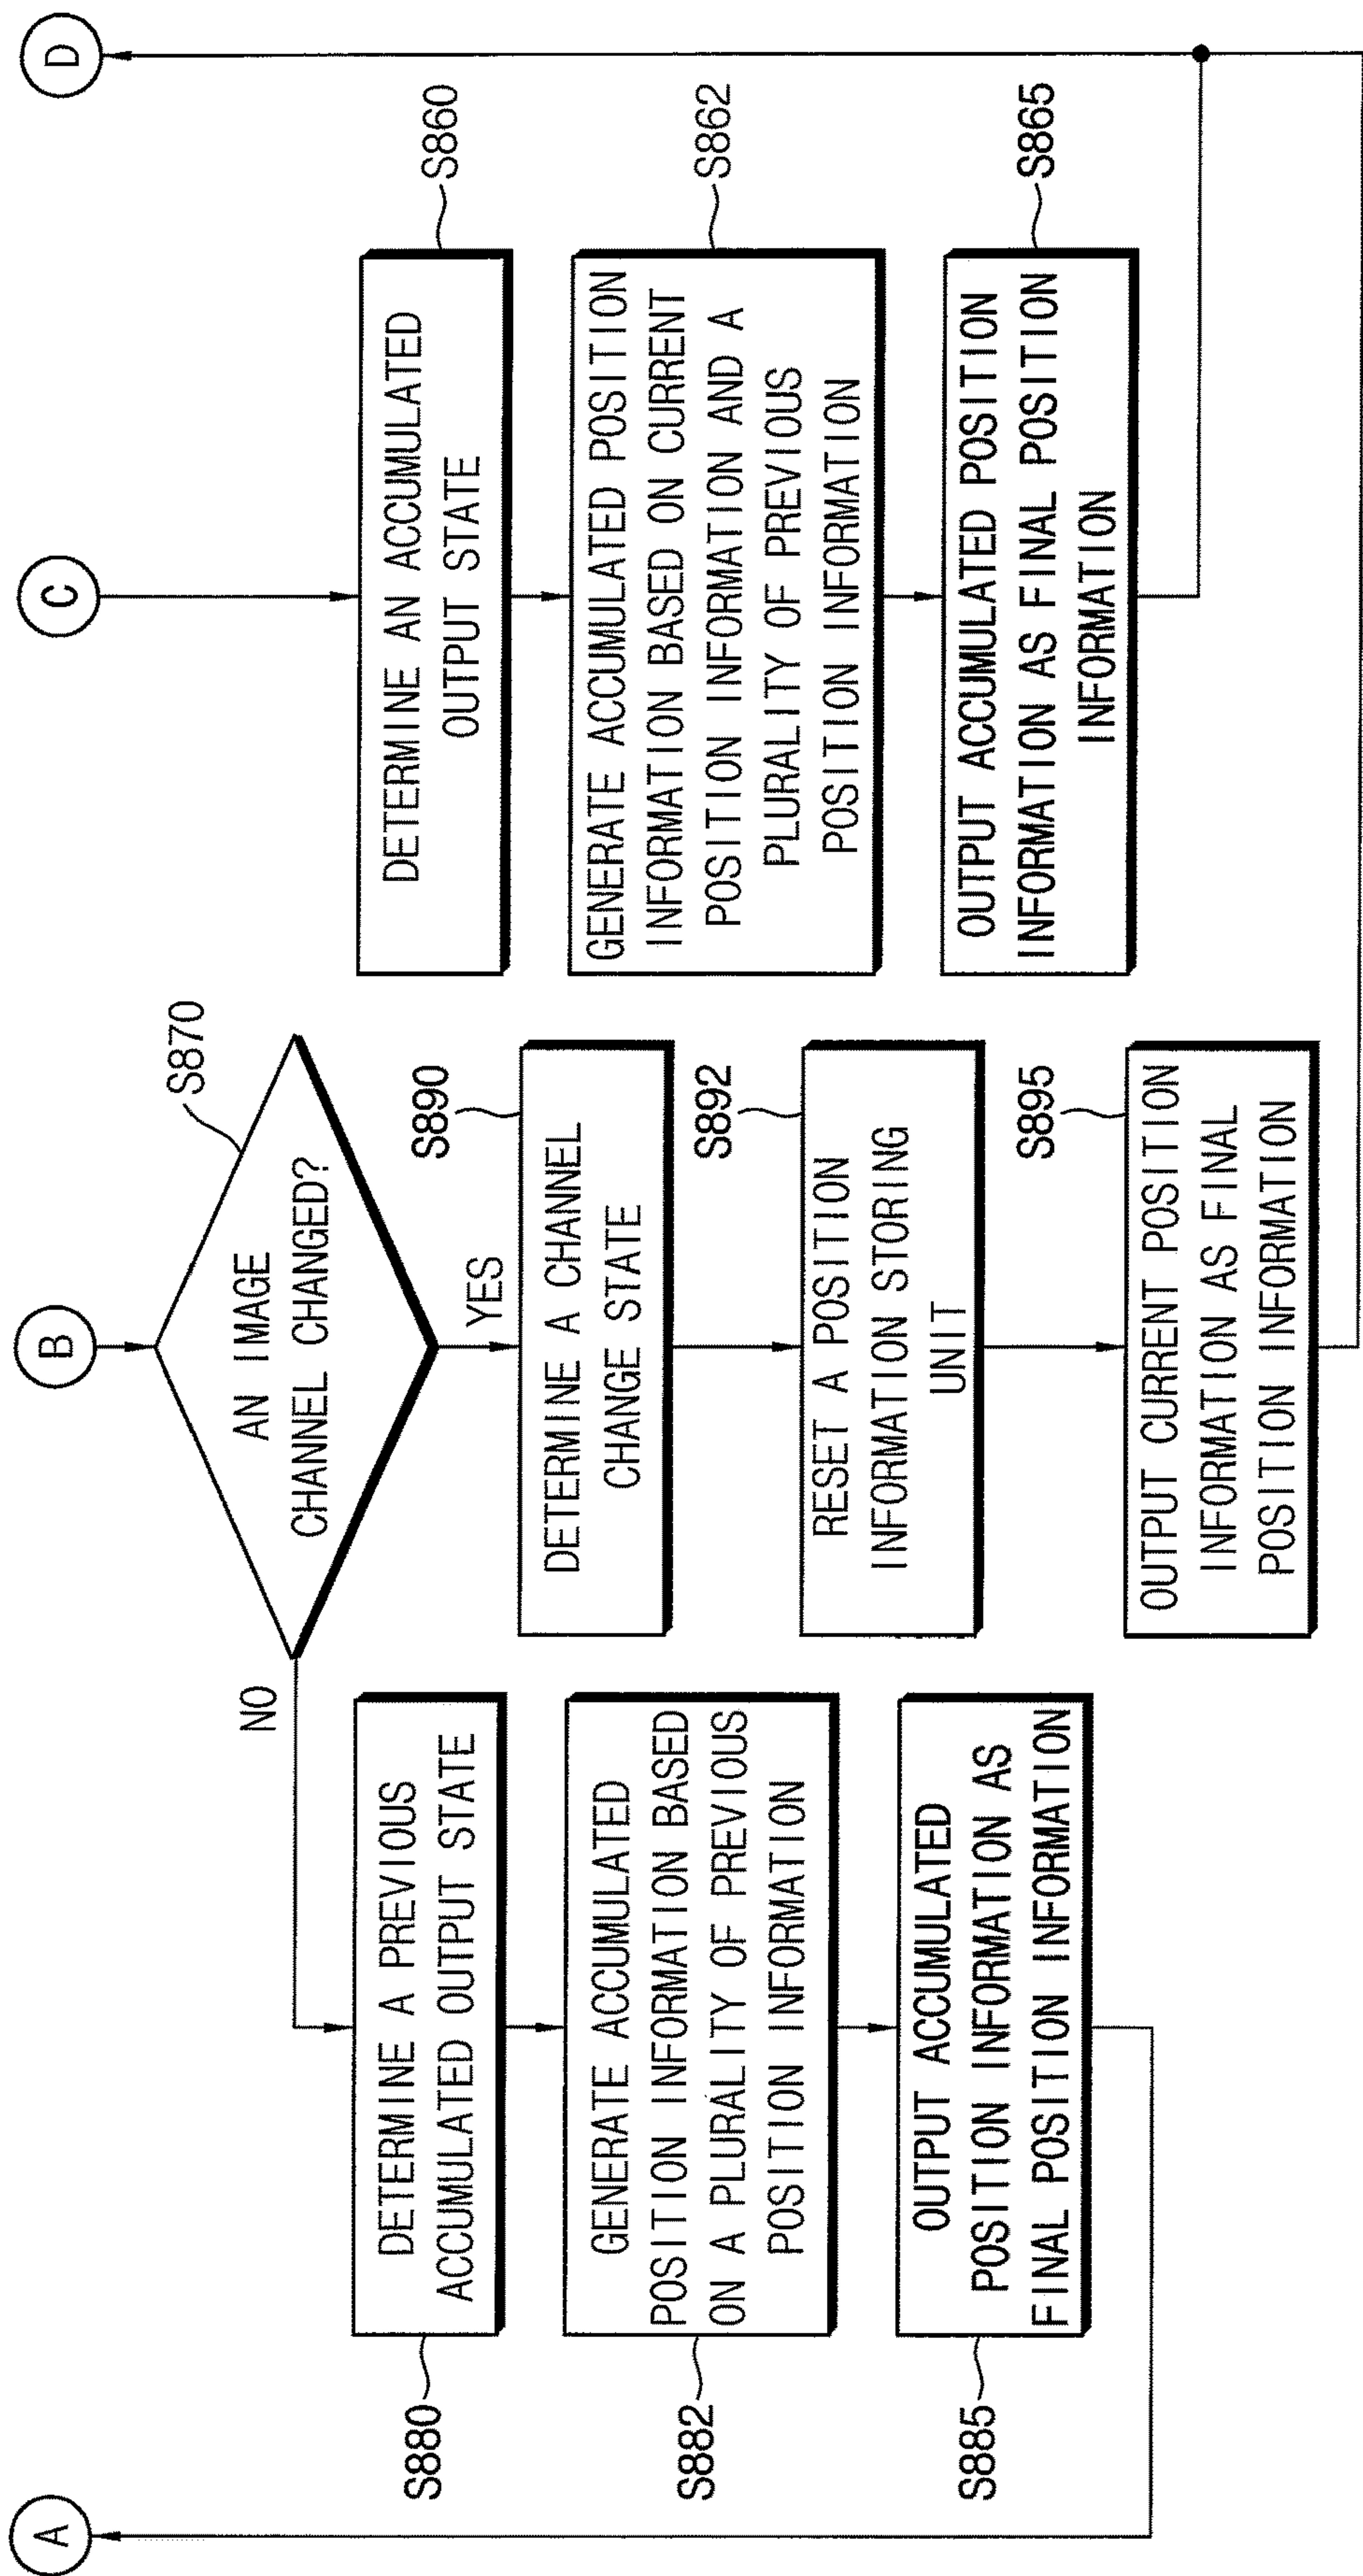 A
B
C
D
S870
AN IMAGE
CHANNEL CHANGED?
NO
YES
S880
DETERMINE A PREVIOUS
ACCUMULATED OUTPUT STATE
S882
GENERATE ACCUMULATED
POSITION INFORMATION BASED
ON A PLURALITY OF PREVIOUS
POSITION INFORMATION
S885
OUTPUT ACCUMULATED
POSITION INFORMATION AS
FINAL POSITION INFORMATION
S890
DETERMINE A CHANNEL
CHANGE STATE
S892
RESET A POSITION
INFORMATION STORING
UNIT
S895
OUTPUT CURRENT POSITION
INFORMATION AS FINAL
POSITION INFORMATION
S860
DETERMINE AN ACCUMULATED
OUTPUT STATE
S862
GENERATE ACCUMULATED POSITION
INFORMATION BASED ON CURRENT
POSITION INFORMATION AND A
PLURALITY OF PREVIOUS
POSITION INFORMATION
S865
OUTPUT ACCUMULATED POSITION
INFORMATION AS FINAL POSITION
INFORMATION